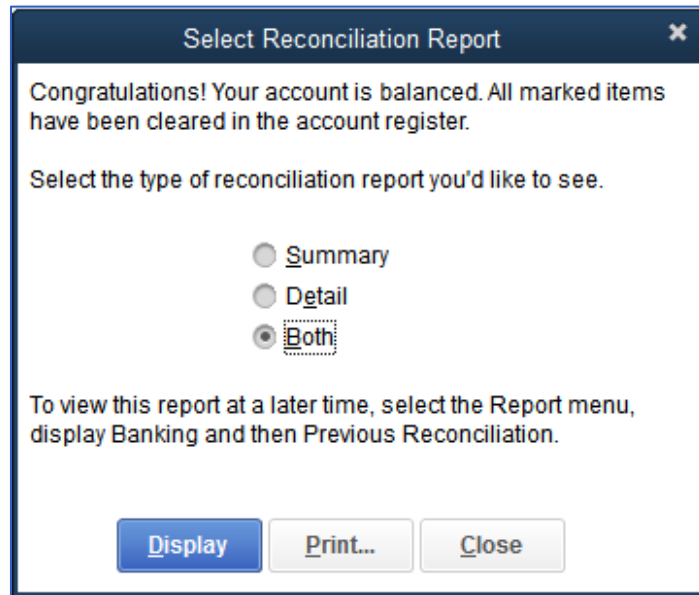 Select Reconciliation Report
Congratulations! Your account is balanced. All marked items
have been cleared in the account register.
Select the type of reconciliation report you'd like to see.
Summary
Detail
Both
To view this report at a later time, select the Report menu,
display Banking and then Previous Reconciliation.
Display Print... Close